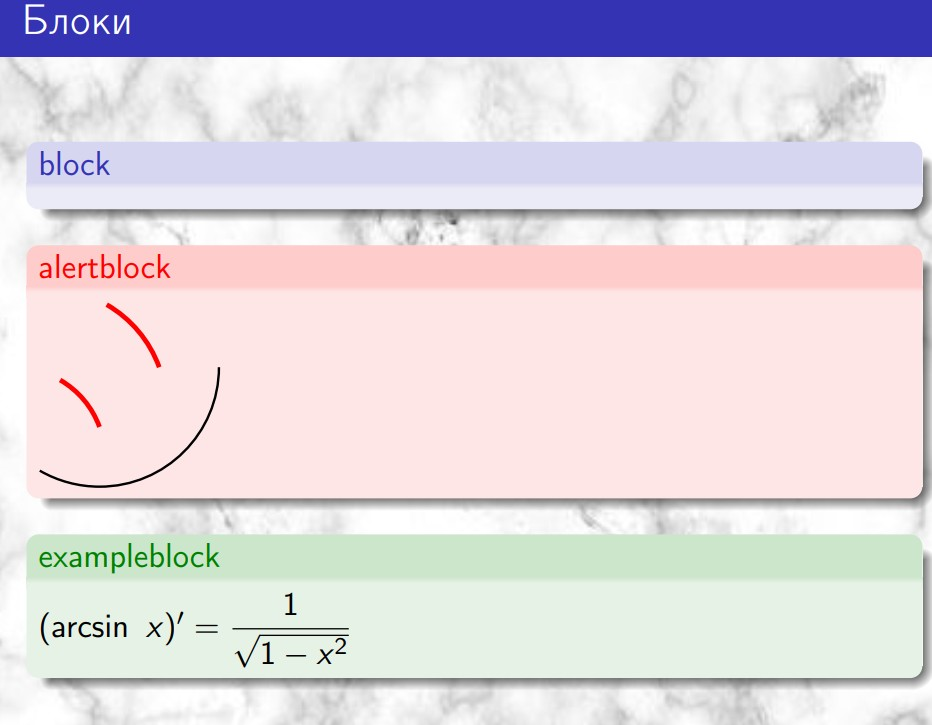 Блоки
block
alertblock
exampleblock
(arcsin x)′ = 1/√(1 − x²)